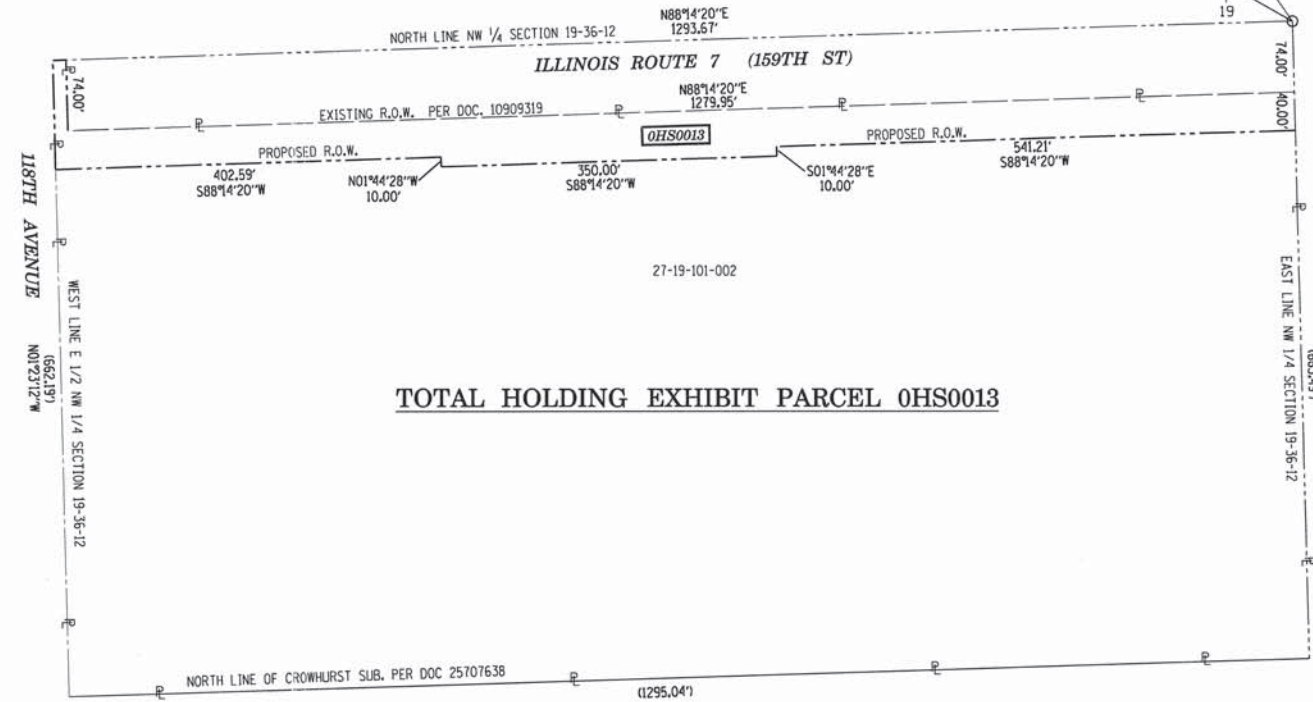 19
N88°14'20"E
1293.67'
NORTH LINE NW 1/4 SECTION 19-36-12
ILLINOIS ROUTE 7 (159TH ST)
74.00'
74.00'
40.00'
N88°14'20"E
1279.95'
EXISTING R.O.W. PER DOC. 10909319
0HS0013
PROPOSED R.O.W.
PROPOSED R.O.W.
402.59'
S88°14'20"W
N01°44'28"W
10.00'
350.00'
S88°14'20"W
S01°44'28"E
10.00'
541.21'
S88°14'20"W
118TH AVENUE
27-19-101-002
WEST LINE E 1/2 NW 1/4 SECTION 19-36-12
(662.19')
N01°23'12"W
EAST LINE NW 1/4 SECTION 19-36-12
TOTAL HOLDING EXHIBIT PARCEL 0HS0013
NORTH LINE OF CROWHURST SUB. PER DOC 25707638
(1295.04')